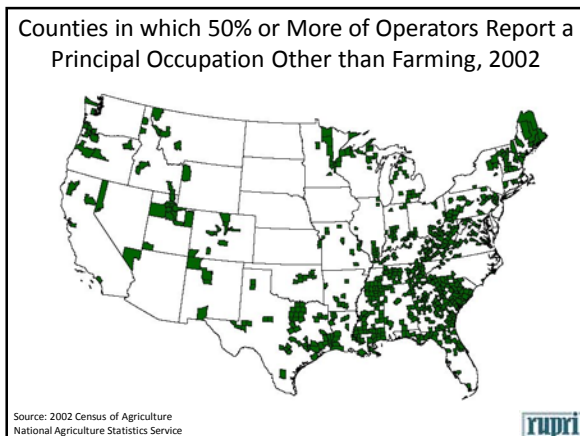 Counties in which 50% or More of Operators Report a
Principal Occupation Other than Farming, 2002
Source: 2002 Census of Agriculture
National Agriculture Statistics Service
rupri